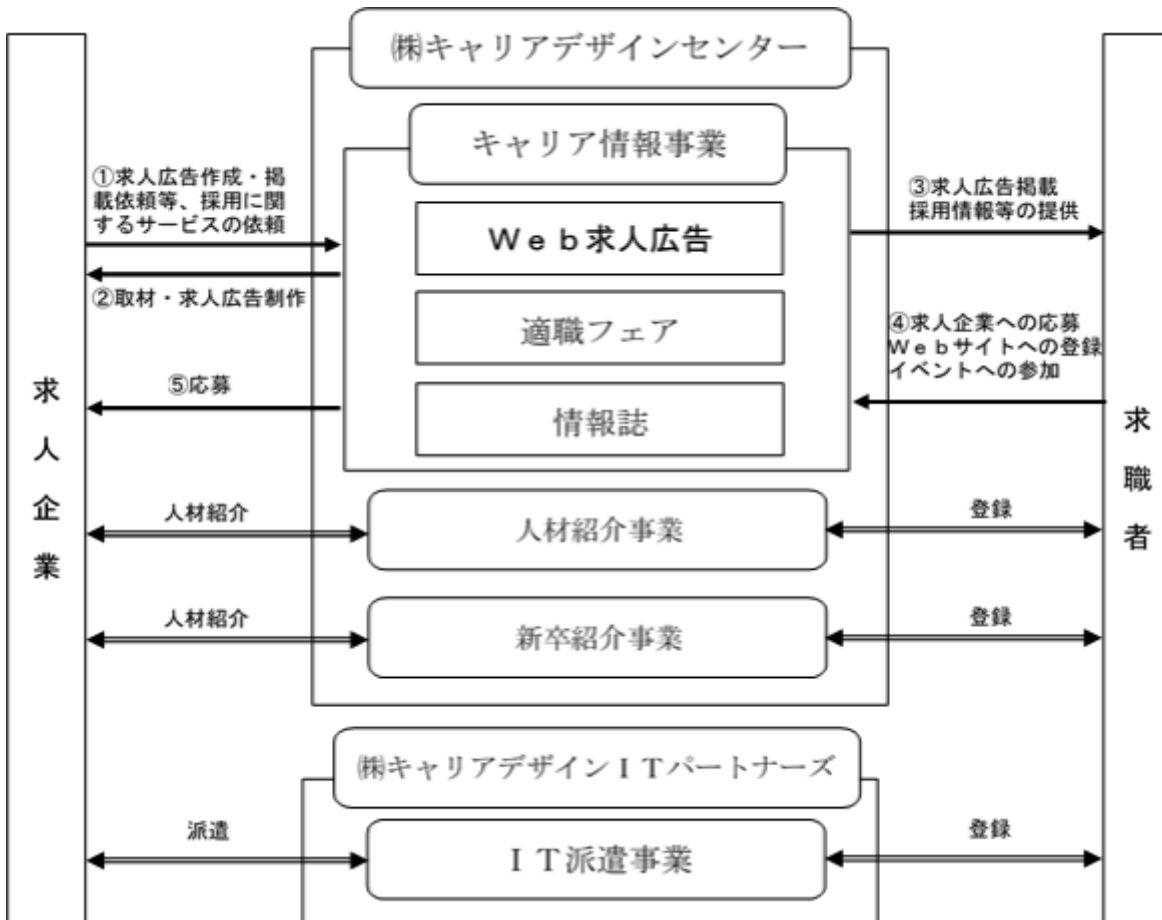 ㈱キャリアデザインセンター
キャリア情報事業
①求人広告作成・掲
載依頼等、採用に関
するサービスの依頼
③求人広告掲載
採用情報等の提供
Ｗｅｂ求人広告
②取材・求人広告制作
適職フェア
④求人企業への応募
Ｗｅｂサイトへの登録
イベントへの参加
⑤応募
情報誌
求人企業
求職者
人材紹介
人材紹介事業
登録
人材紹介
新卒紹介事業
登録
㈱キャリアデザインＩＴパートナーズ
派遣
ＩＴ派遣事業
登録